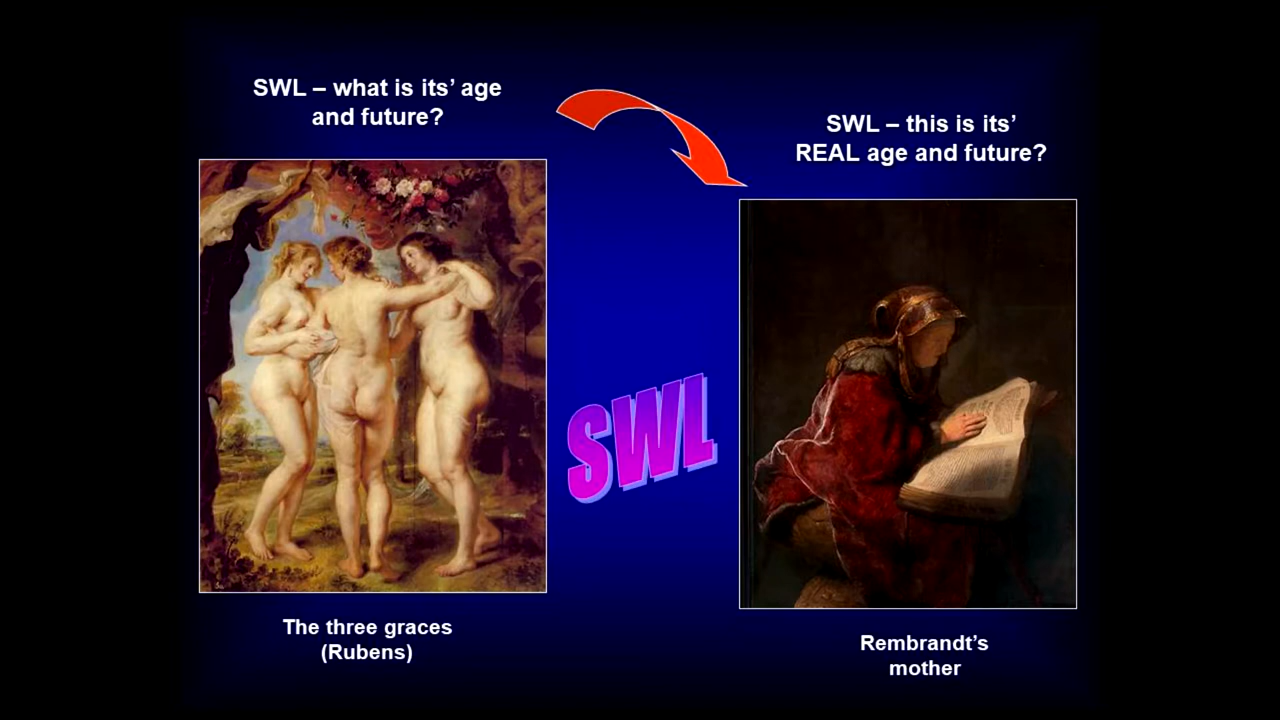 SWL – what is its’ age
and future?
SWL – this is its’
REAL age and future?
SWL
The three graces
(Rubens)
Rembrandt’s
mother